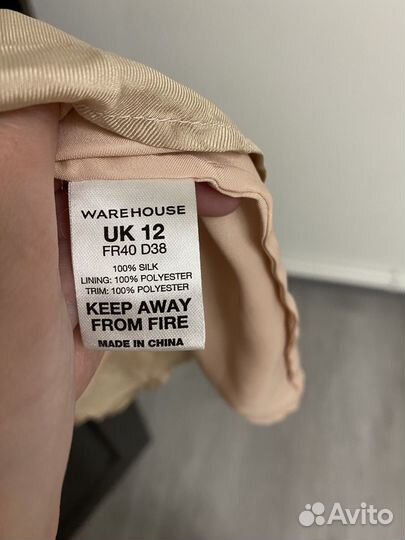 WAREHOUSE
UK 12
FR40 D38
100% SILK
LINING: 100% POLYESTER
TRIM: 100% POLYESTER
KEEP AWAY
FROM FIRE
MADE IN CHINA
Avito